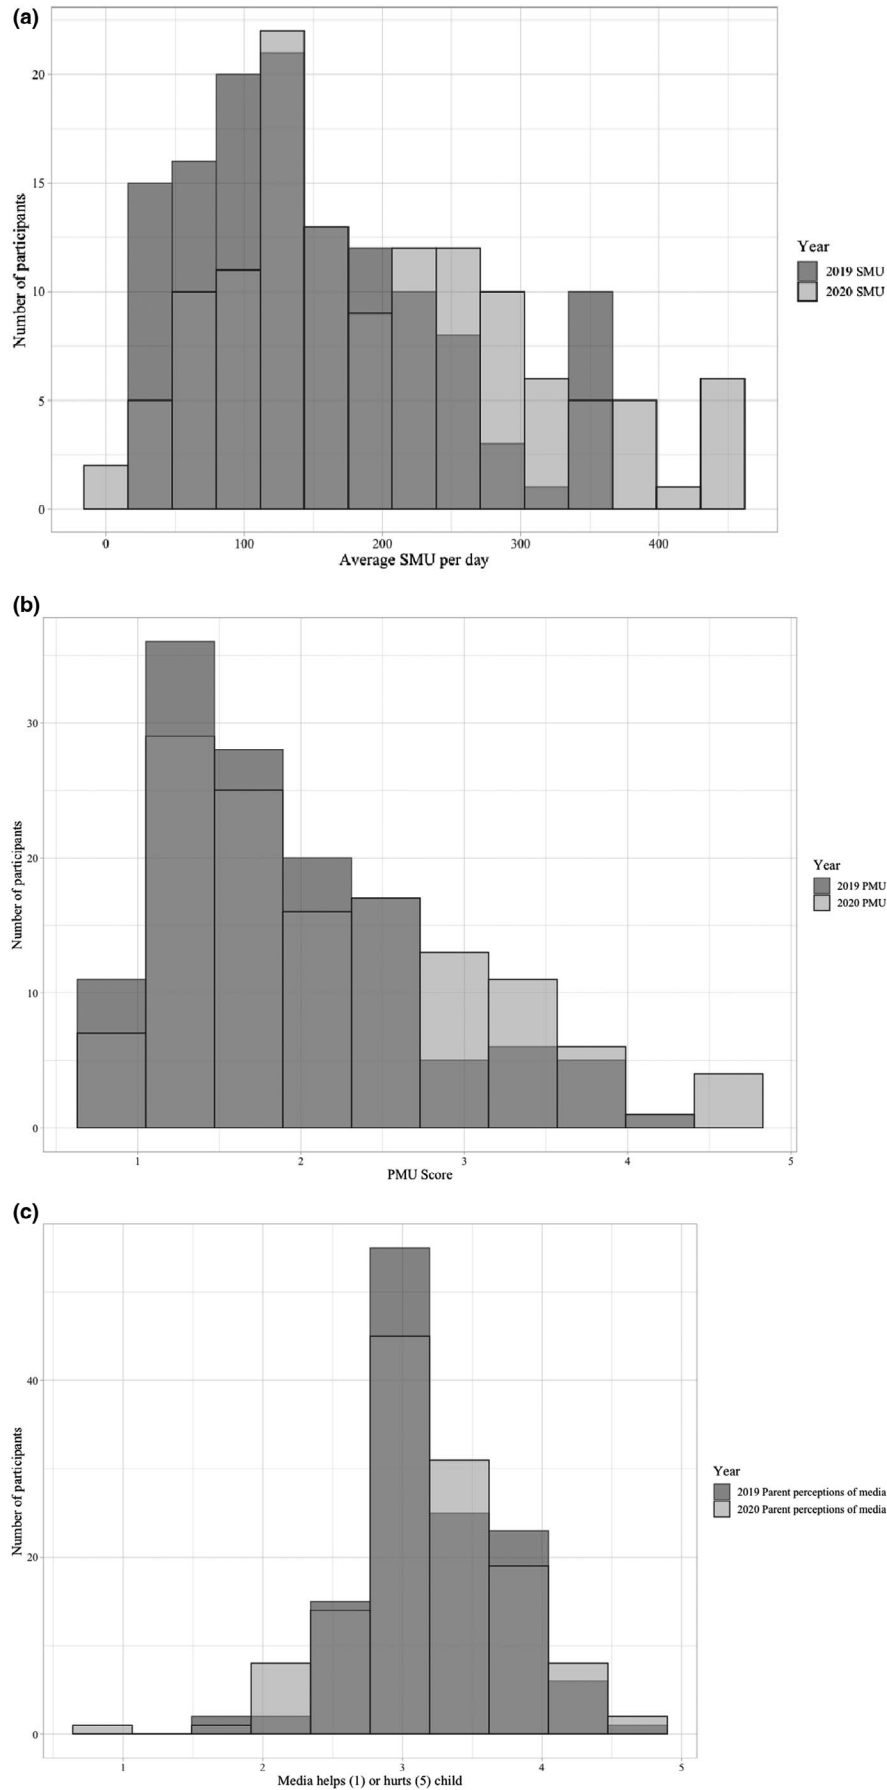 (a)
20
15
10
5
0
Number of participants
0 100 200 300 400
Average SMU per day
Year
2019 SMU
2020 SMU
(b)
30
20
10
0
Number of participants
1 2 3 4 5
PMU Score
Year
2019 PMU
2020 PMU
(c)
40
20
0
Number of participants
1 2 3 4 5
Media helps (1) or hurts (5) child
Year
2019 Parent perceptions of media
2020 Parent perceptions of media